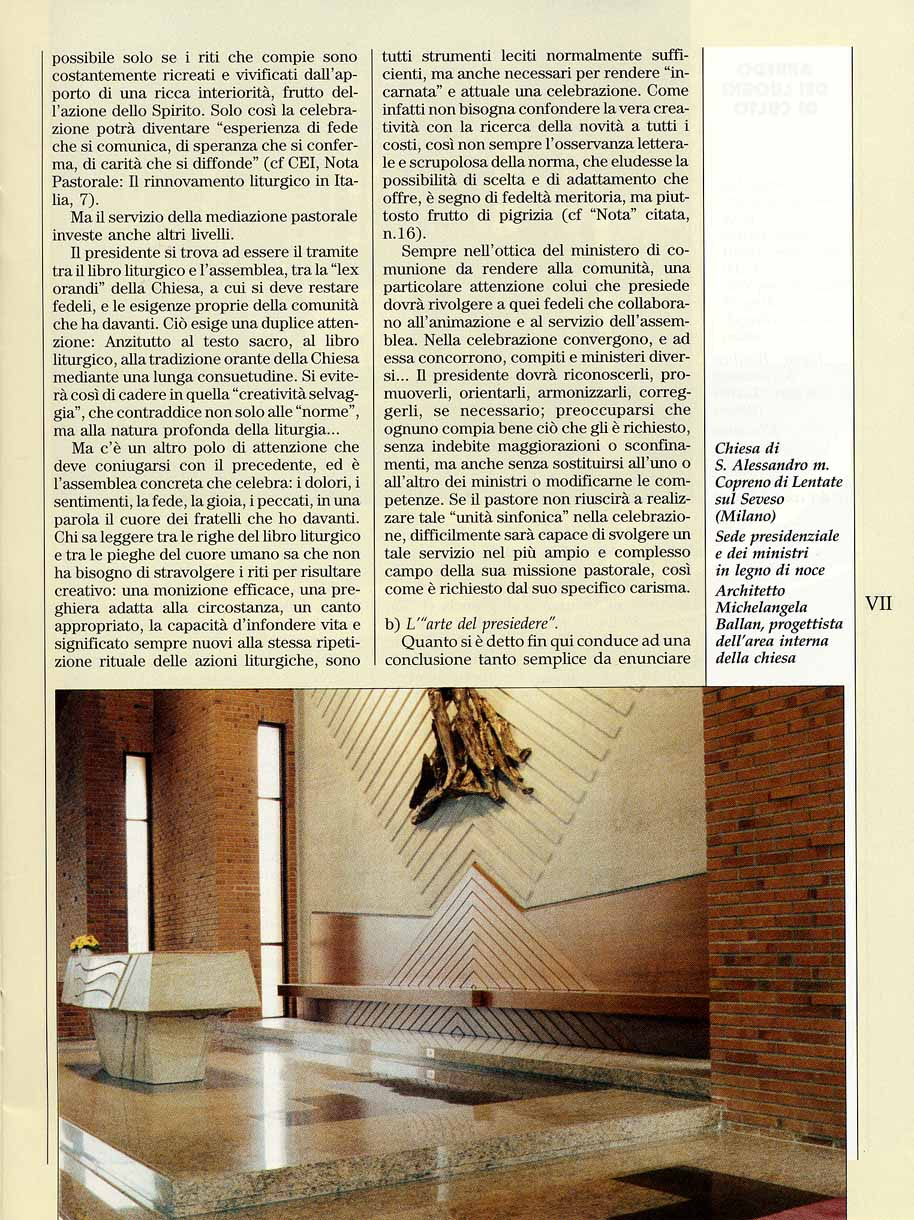 possibile solo se i riti che compie sono
costantemente ricreati e vivificati dall'ap-
porto di una ricca interiorità, frutto del-
l'azione dello Spirito. Solo così la celebra-
zione potrà diventare “esperienza di fede
che si comunica, di speranza che si confer-
ma, di carità che si diffonde” (cf CEI, Nota
Pastorale: Il rinnovamento liturgico in Ita-
lia, 7).
Ma il servizio della mediazione pastorale
investe anche altri livelli.
Il presidente si trova ad essere il tramite
tra il libro liturgico e l'assemblea, tra la “lex
orandi” della Chiesa, a cui si deve restare
fedeli, e le esigenze proprie della comunità
che ha davanti. Ciò esige una duplice atten-
zione: Anzitutto al testo sacro, al libro
liturgico, alla tradizione orante della Chiesa
mediante una lunga consuetudine. Si evite-
rà così di cadere in quella “creatività selvag-
gia”, che contraddice non solo alle “norme”,
ma alla natura profonda della liturgia...
Ma c'è un altro polo di attenzione che
deve coniugarsi con il precedente, ed è
l'assemblea concreta che celebra: i dolori, i
sentimenti, la fede, la gioia, i peccati, in una
parola il cuore dei fratelli che ho davanti.
Chi sa leggere tra le righe del libro liturgico
e tra le pieghe del cuore umano sa che non
ha bisogno di stravolgere i riti per risultare
creativo: una monizione efficace, una pre-
ghiera adatta alla circostanza, un canto
appropriato, la capacità d'infondere vita e
significato sempre nuovi alla stessa ripeti-
zione rituale delle azioni liturgiche, sono
tutti strumenti leciti normalmente suffi-
cienti, ma anche necessari per rendere “in-
carnata” e attuale una celebrazione. Come
infatti non bisogna confondere la vera crea-
tività con la ricerca della novità a tutti i
costi, così non sempre l'osservanza lettera-
le e scrupolosa della norma, che eludesse la
possibilità di scelta e di adattamento che
offre, è segno di fedeltà meritoria, ma piut-
tosto frutto di pigrizia (cf “Nota” citata,
n.16).
Sempre nell'ottica del ministero di co-
munione da rendere alla comunità, una
particolare attenzione colui che presiede
dovrà rivolgere a quei fedeli che collabora-
no all'animazione e al servizio dell'assem-
blea. Nella celebrazione convergono, e ad
essa concorrono, compiti e ministeri diver-
si... Il presidente dovrà riconoscerli, pro-
muoverli, orientarli, armonizzarli, correg-
gerli, se necessario; preoccuparsi che
ognuno compia bene ciò che gli è richiesto,
senza indebite maggiorazioni o sconfina-
menti, ma anche senza sostituirsi all'uno o
all'altro dei ministri o modificarne le com-
petenze. Se il pastore non riuscirà a realiz-
zare tale “unità sinfonica” nella celebrazio-
ne, difficilmente sarà capace di svolgere un
tale servizio nel più ampio e complesso
campo della sua missione pastorale, così
come è richiesto dal suo specifico carisma.
b) L'“arte del presiedere”.
Quanto si è detto fin qui conduce ad una
conclusione tanto semplice da enunciare
Chiesa di
S. Alessandro m.
Copreno di Lentate
sul Seveso
(Milano)
Sede presidenziale
e dei ministri
in legno di noce
Architetto
Michelangela
Ballan, progettista
dell'area interna
della chiesa
VII